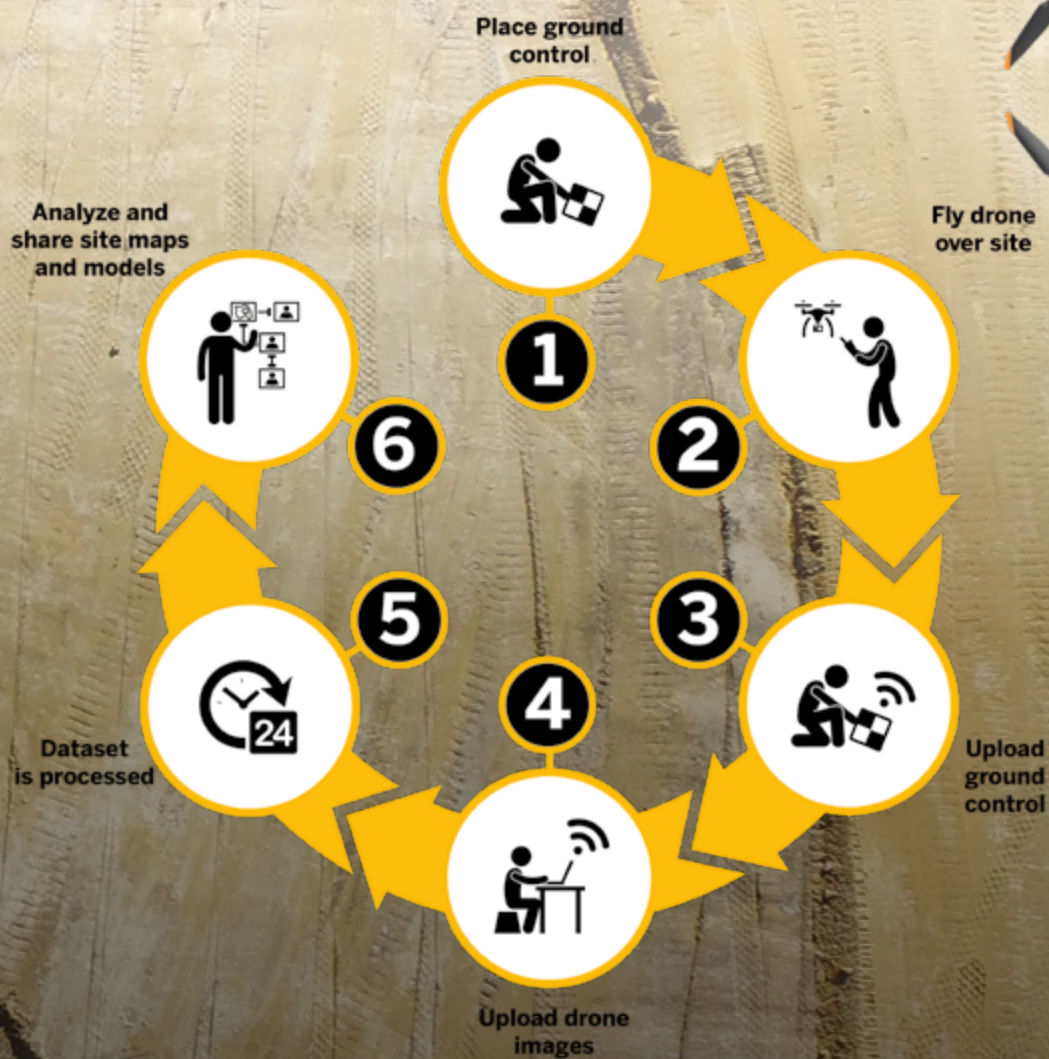 Place ground
control
1
Fly drone
over site
2
Upload
ground
control
3
Upload drone
images
4
Dataset
is processed
24
5
Analyze and
share site maps
and models
6